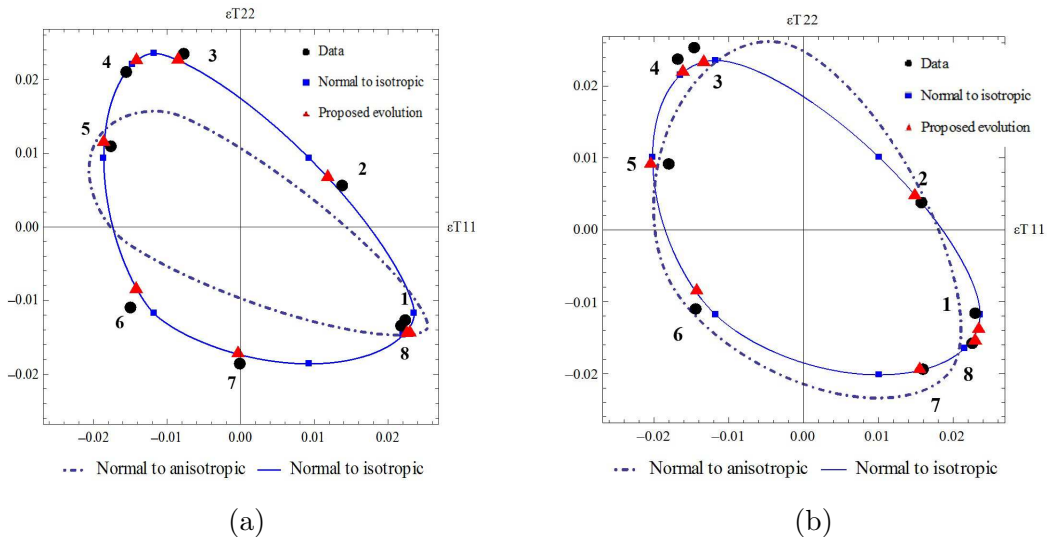 εT22
Data
Normal to isotropic
Proposed evolution
0.02
0.01
0.00
−0.01
−0.02
−0.02
−0.01
0.00
0.01
0.02
εT11
1
2
3
4
5
6
7
8
Normal to anisotropic
Normal to isotropic
(a)
εT22
Data
Normal to isotropic
Proposed evolution
0.02
0.01
0.00
−0.01
−0.02
−0.02
−0.01
0.00
0.01
0.02
εT11
1
2
3
4
5
6
7
8
Normal to anisotropic
Normal to isotropic
(b)